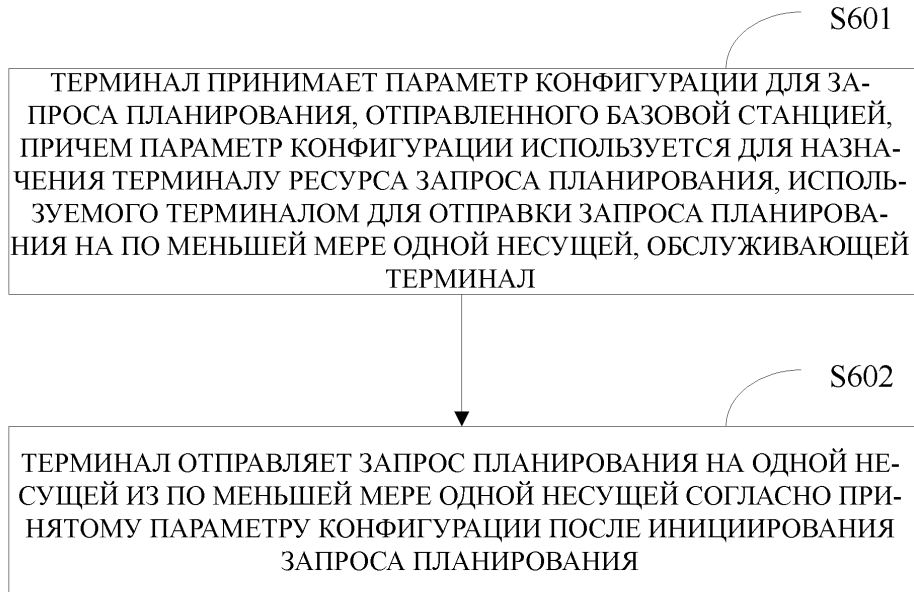 S601
ТЕРМИНАЛ ПРИНИМАЕТ ПАРАМЕТР КОНФИГУРАЦИИ ДЛЯ ЗА-
ПРОСА ПЛАНИРОВАНИЯ, ОТПРАВЛЕННОГО БАЗОВОЙ СТАНЦИЕЙ,
ПРИЧЕМ ПАРАМЕТР КОНФИГУРАЦИИ ИСПОЛЬЗУЕТСЯ ДЛЯ НАЗНА-
ЧЕНИЯ ТЕРМИНАЛУ РЕСУРСА ЗАПРОСА ПЛАНИРОВАНИЯ, ИСПОЛЬ-
ЗУЕМОГО ТЕРМИНАЛОМ ДЛЯ ОТПРАВКИ ЗАПРОСА ПЛАНИРОВА-
НИЯ НА ПО МЕНЬШЕЙ МЕРЕ ОДНОЙ НЕСУЩЕЙ, ОБСЛУЖИВАЮЩЕЙ
ТЕРМИНАЛ
S602
ТЕРМИНАЛ ОТПРАВЛЯЕТ ЗАПРОС ПЛАНИРОВАНИЯ НА ОДНОЙ НЕ-
СУЩЕЙ ИЗ ПО МЕНЬШЕЙ МЕРЕ ОДНОЙ НЕСУЩЕЙ СОГЛАСНО ПРИ-
НЯТОМУ ПАРАМЕТРУ КОНФИГУРАЦИИ ПОСЛЕ ИНИЦИИРОВАНИЯ
ЗАПРОСА ПЛАНИРОВАНИЯ